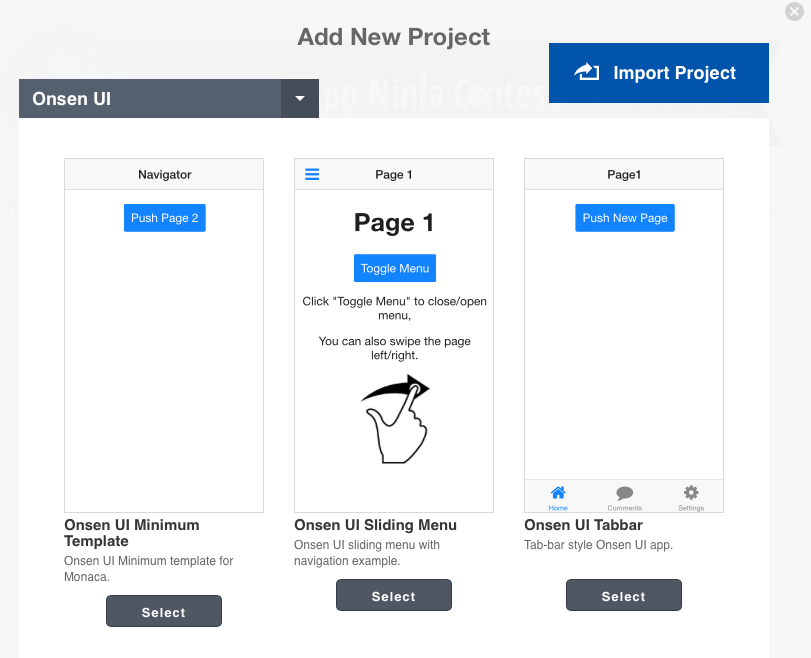 Add New Project
Import Project
Onsen UI
pp Ninja Contes
Navigator
Push Page 2
Page 1
Page 1
Toggle Menu
Click "Toggle Menu" to close/open
menu,
You can also swipe the page
left/right.
Page1
Push New Page
Home
Comments
Settings
Onsen UI Minimum
Template
Onsen UI Minimum template for
Monaca.
Select
Onsen UI Sliding Menu
Onsen UI sliding menu with
navigation example.
Select
Onsen UI Tabbar
Tab-bar style Onsen UI app.
Select